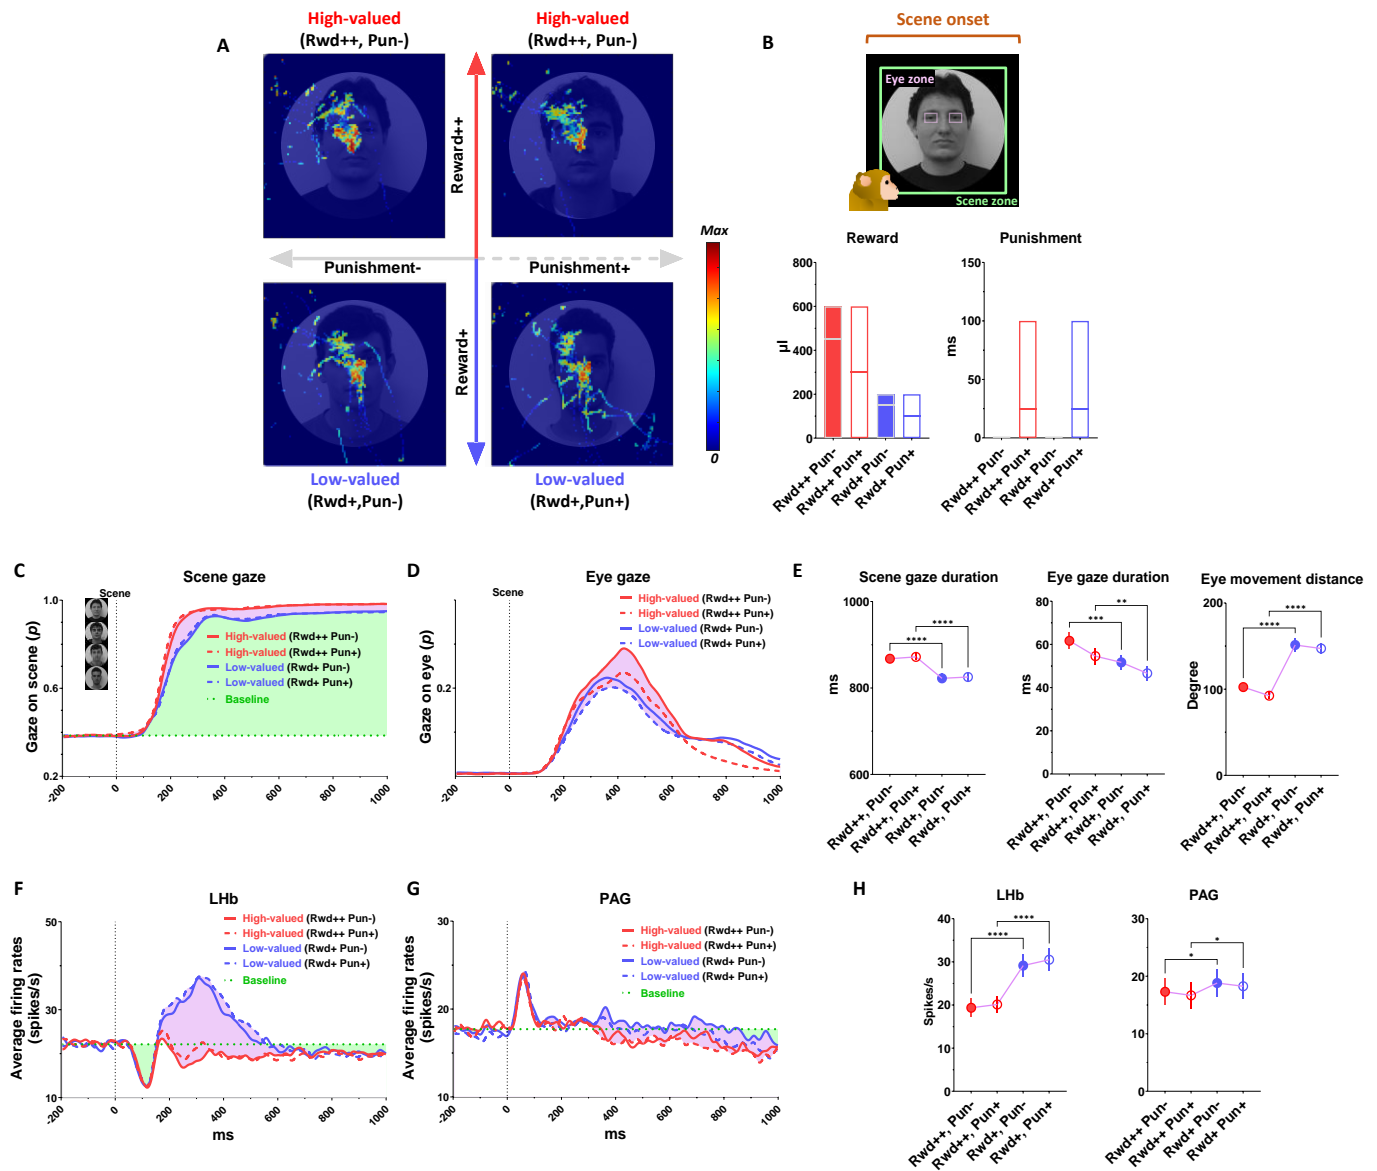 A
High-valued
(Rwd++, Pun-)
High-valued
(Rwd++, Pun-)
Reward++
Punishment-
Punishment+
Reward+
Low-valued
(Rwd+,Pun-)
Low-valued
(Rwd+,Pun+)
Max
0
B
Scene onset
Eye zone
Scene zone
Reward
800
600
400
200
0
µl
Rwd++ Pun-
Rwd++ Pun+
Rwd+ Pun-
Rwd+ Pun+
Punishment
150
100
50
0
ms
Rwd++ Pun-
Rwd++ Pun+
Rwd+ Pun-
Rwd+ Pun+
C
Scene gaze
Scene
Gaze on scene (p)
1.0
0.6
0.2
High-valued (Rwd++ Pun-)
High-valued (Rwd++ Pun+)
Low-valued (Rwd+ Pun-)
Low-valued (Rwd+ Pun+)
Baseline
-200
0
200
400
600
800
1000
D
Eye gaze
Scene
Gaze on eye (p)
0.2
High-valued (Rwd++ Pun-)
High-valued (Rwd++ Pun+)
Low-valued (Rwd+ Pun-)
Low-valued (Rwd+ Pun+)
-200
0
200
400
600
800
1000
E
Scene gaze duration
1000
800
600
ms
****
****
Rwd++, Pun-
Rwd++, Pun+
Rwd+, Pun-
Rwd+, Pun+
Eye gaze duration
80
60
40
20
0
ms
**
***
Rwd++, Pun-
Rwd++, Pun+
Rwd+, Pun-
Rwd+, Pun+
Eye movement distance
200
100
0
Degree
****
****
Rwd++, Pun-
Rwd++, Pun+
Rwd+, Pun-
Rwd+, Pun+
F
LHb
Average firing rates
(spikes/s)
50
30
10
High-valued (Rwd++ Pun-)
High-valued (Rwd++ Pun+)
Low-valued (Rwd+ Pun-)
Low-valued (Rwd+ Pun+)
Baseline
-200
0
200
400
600
800
1000
ms
G
PAG
Average firing rates
(spikes/s)
30
20
10
High-valued (Rwd++ Pun-)
High-valued (Rwd++ Pun+)
Low-valued (Rwd+ Pun-)
Low-valued (Rwd+ Pun+)
Baseline
-200
0
200
400
600
800
1000
ms
H
LHb
40
30
20
10
0
Spikes/s
****
****
Rwd++, Pun-
Rwd++, Pun+
Rwd+, Pun-
Rwd+, Pun+
PAG
30
20
10
0
*
*
Rwd++ Pun-
Rwd++ Pun+
Rwd+ Pun-
Rwd+ Pun+